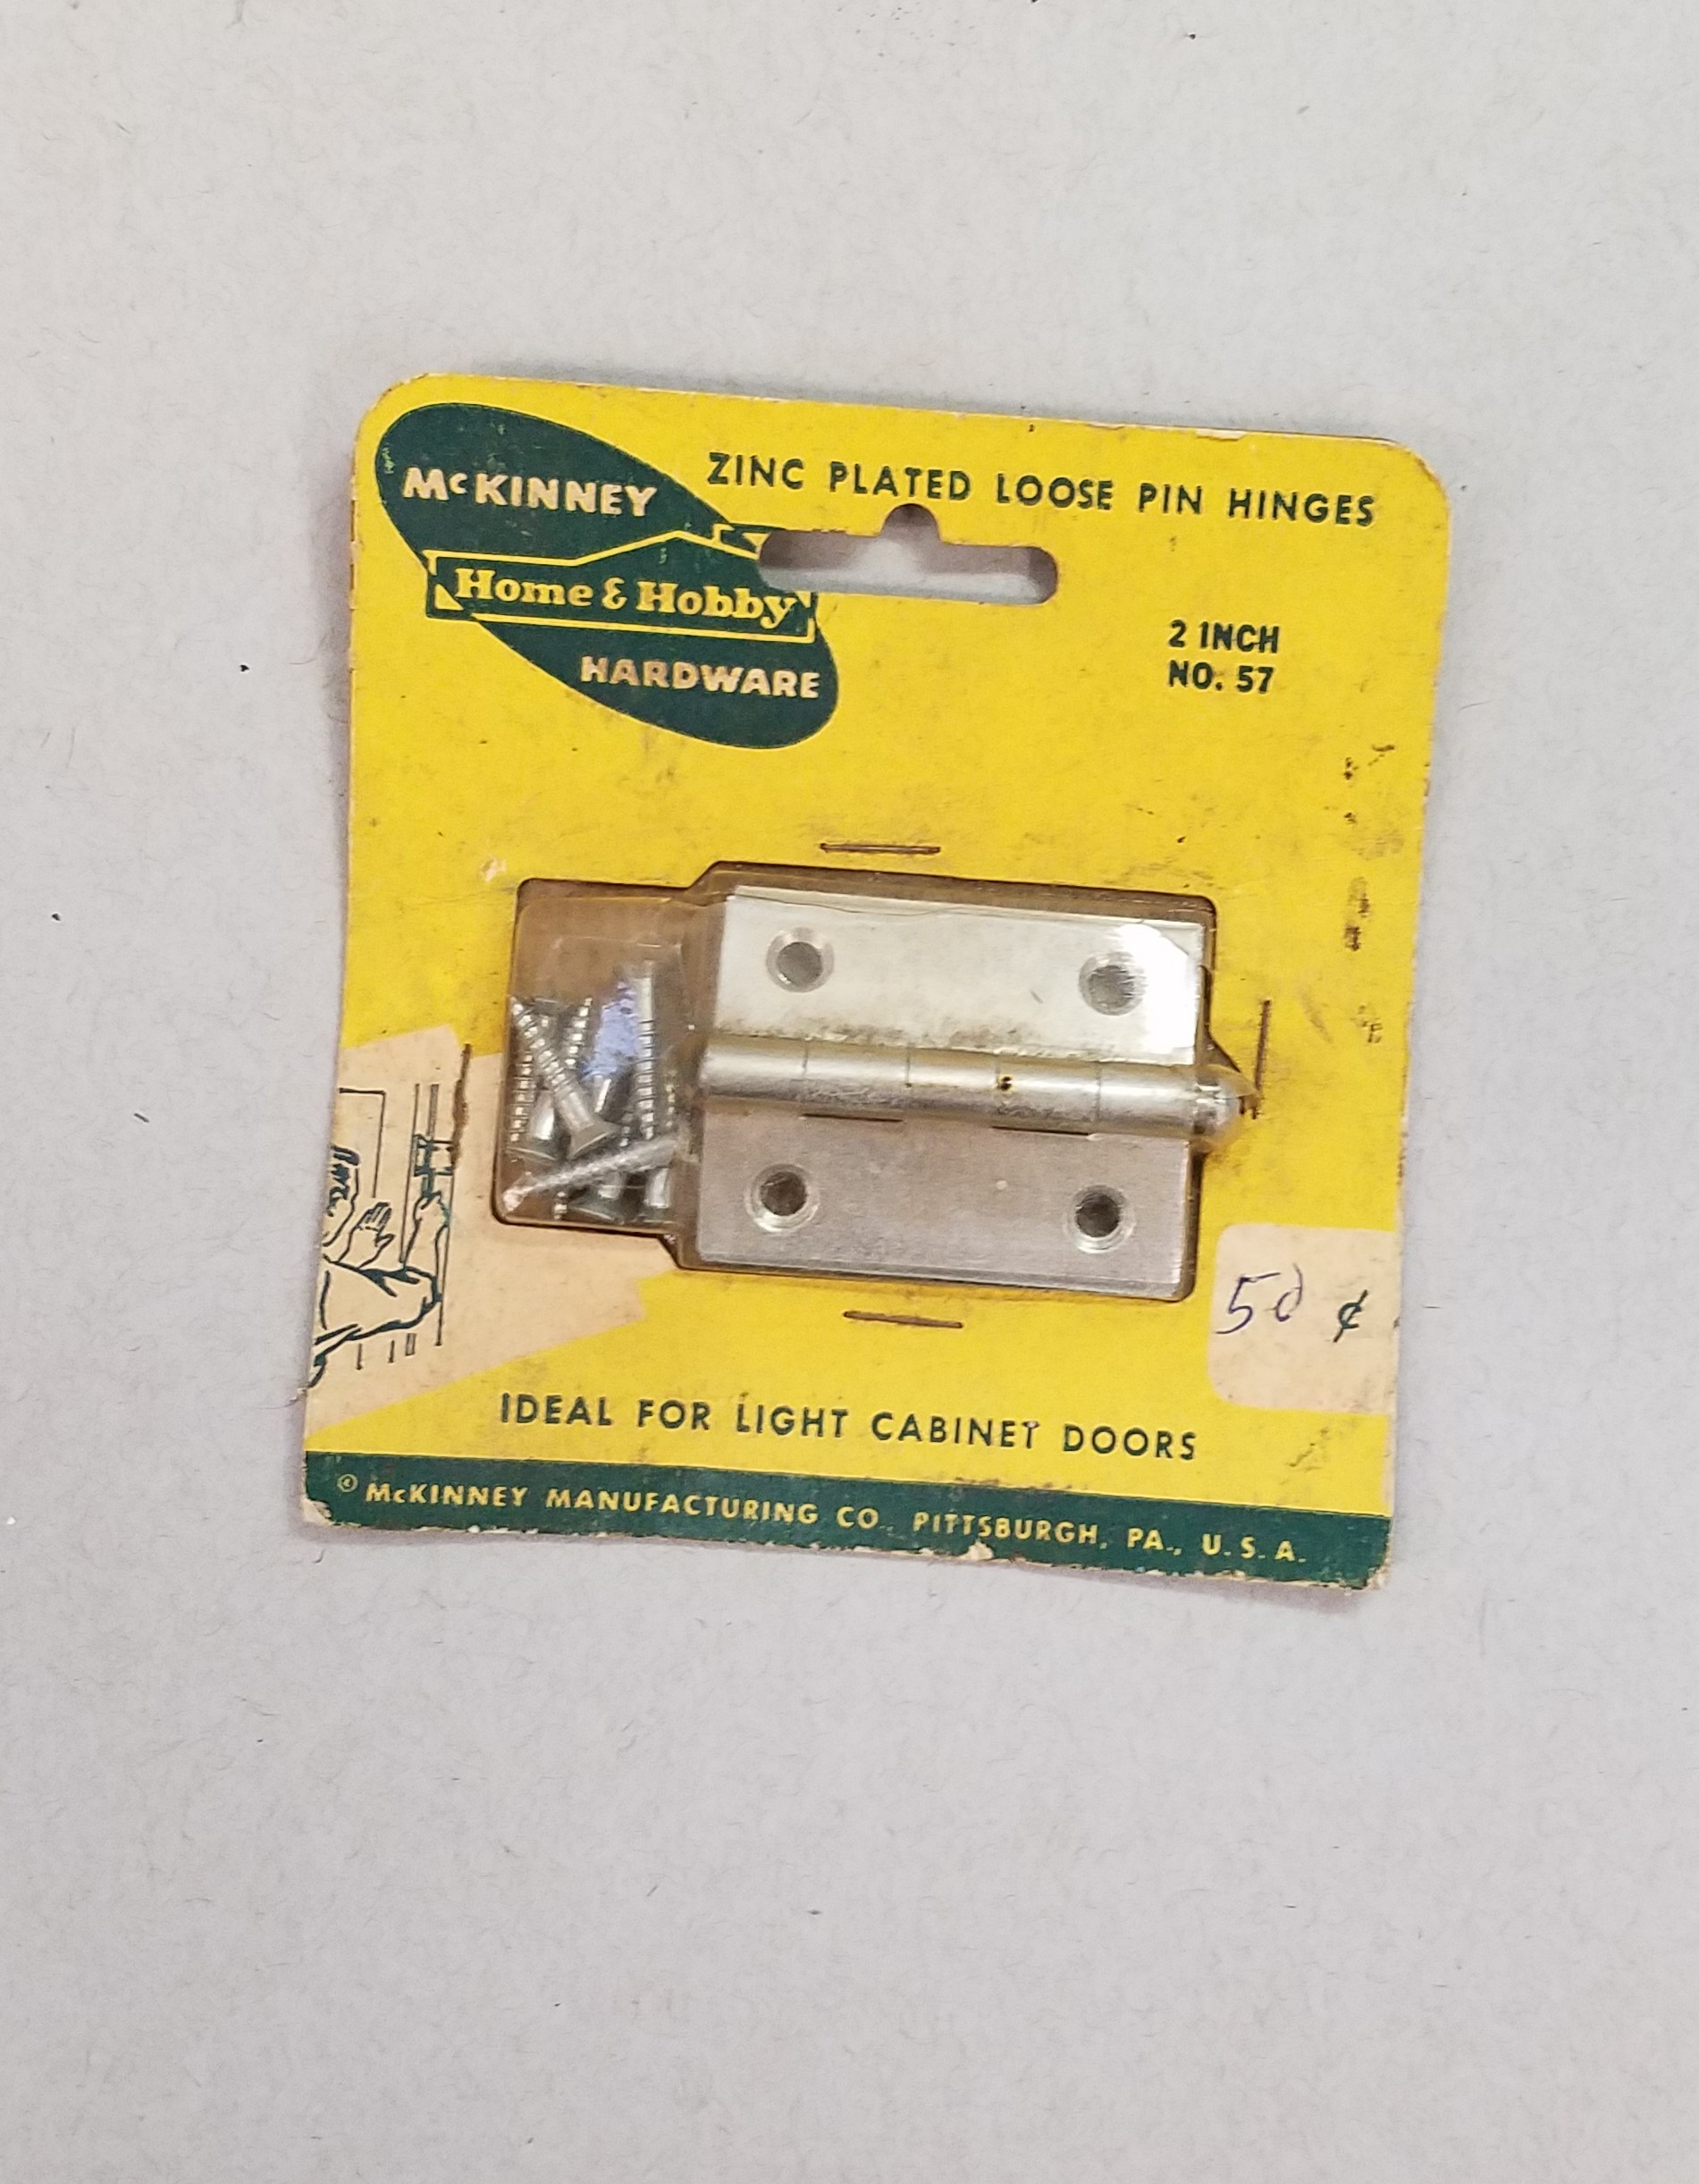 McKINNEY
Home & Hobby
HARDWARE
ZINC PLATED LOOSE PIN HINGES
2 INCH
NO. 57
50 ¢
IDEAL FOR LIGHT CABINET DOORS
© McKINNEY MANUFACTURING CO. PITTSBURGH, PA., U. S. A.